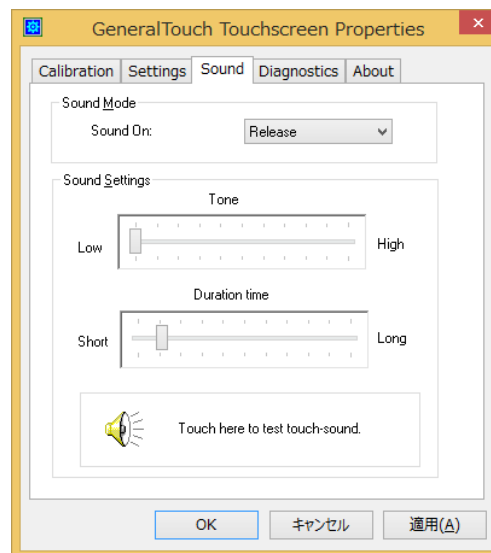 GeneralTouch Touchscreen Properties
Calibration Settings Sound Diagnostics About
Sound Mode
Sound On: Release
Sound Settings
Tone
Low High
Duration time
Short Long
Touch here to test touch-sound.
OK キャンセル 適用(A)